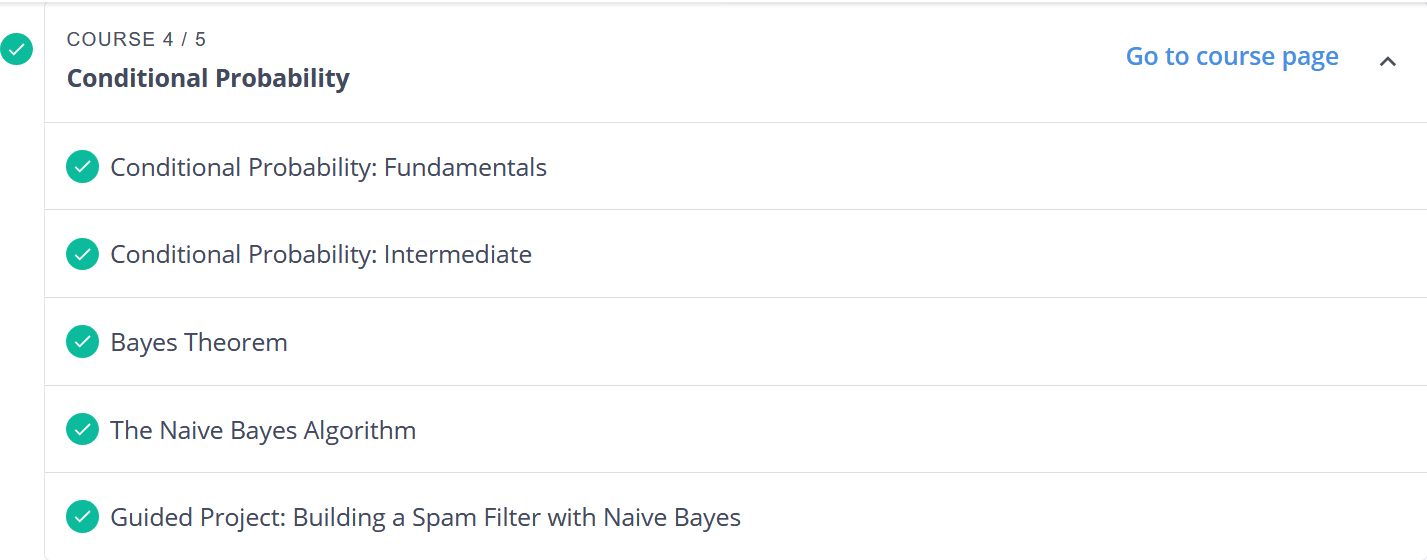 COURSE 4 / 5
Conditional Probability
Go to course page
Conditional Probability: Fundamentals
Conditional Probability: Intermediate
Bayes Theorem
The Naive Bayes Algorithm
Guided Project: Building a Spam Filter with Naive Bayes